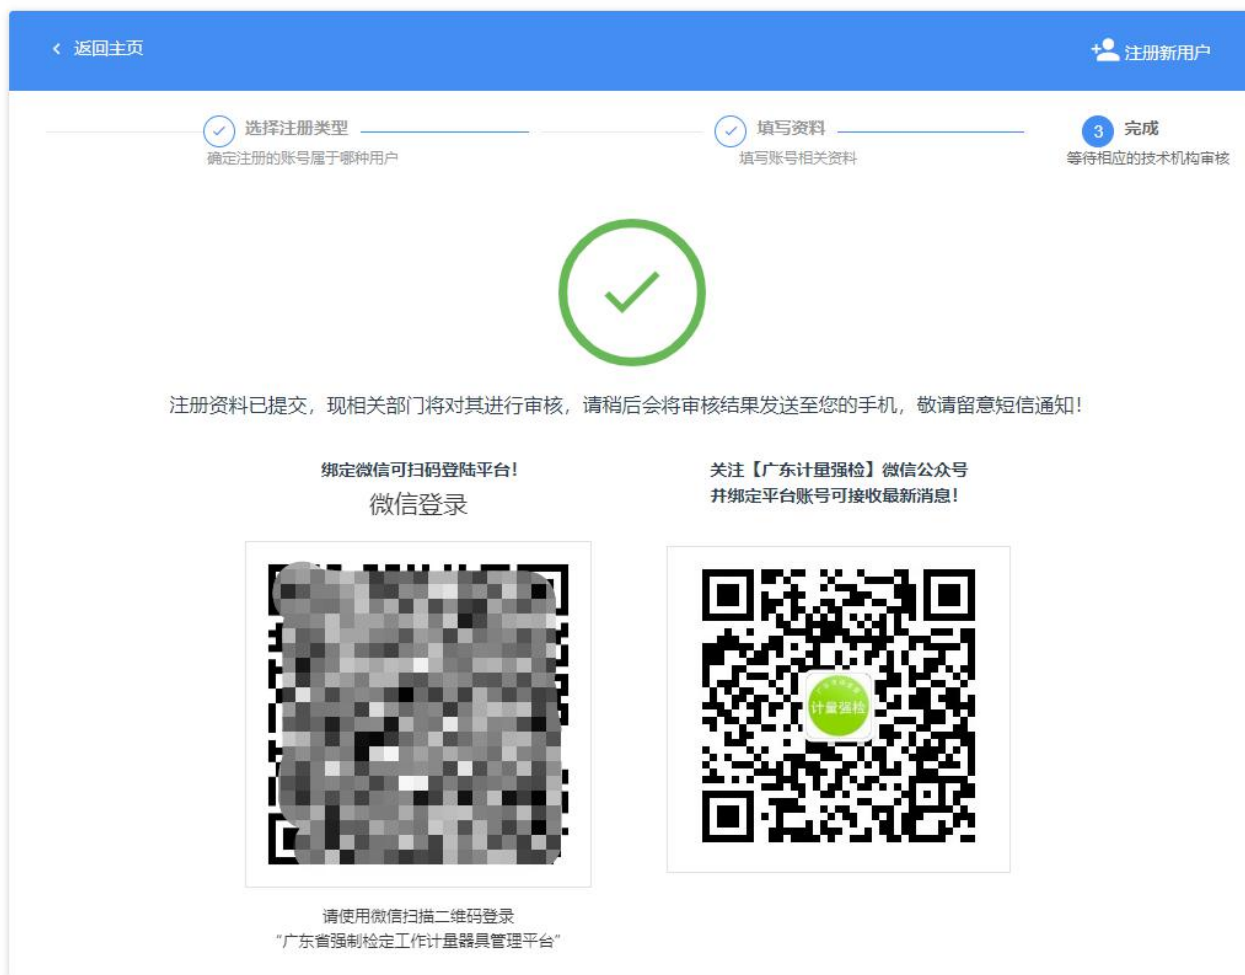 返回主页
注册新用户
选择注册类型
确定注册的账号属于哪种用户
填写资料
填写账号相关资料
3 完成
等待相应的技术机构审核
注册资料已提交，现相关部门将对其进行审核，请稍后会将审核结果发送至您的手机，敬请留意短信通知！
绑定微信可扫码登陆平台！
微信登录
关注【广东计量强检】微信公众号
并绑定平台账号可接收最新消息！
计量强检
请使用微信扫描二维码登录
“广东省强制检定工作计量器具管理平台”